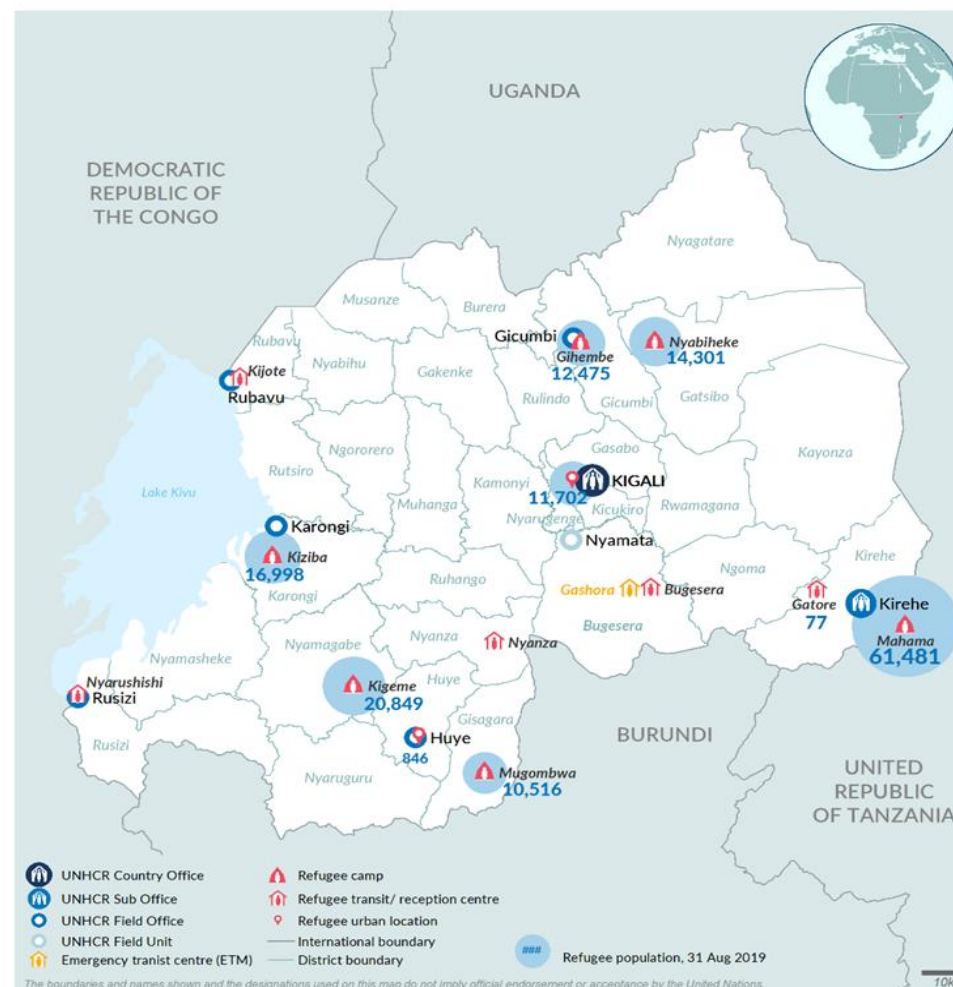 UGANDA
DEMOCRATIC
REPUBLIC OF
THE CONGO
Nyagatare
Musanze
Burera
Gicumbi
Gihembe
12,475
Nyabiheke
14,301
Rubavu
Nyabihu
Gakenke
Kijote
Rubavu
Rulindo
Gicumbi
Gatsibo
Ngororero
Gasabo
Kayonza
Rutsiro
Lake Kivu
Kamonyi
KIGALI
11,702
Muhanga
Rwamagana
Nyarugenge
Kicukiro
Karongi
Nyamata
Kiziba
16,998
Kirehe
Ngoma
Ruhango
Karongi
Gashora
Bugesera
Gatore
77
Kirehe
Mahama
61,481
Bugesera
Nyamagabe
Nyanza
Nyanza
Nyamasheke
Nyarushishi
Rusizi
Huye
Kigeme
20,849
Gisagara
Rusizi
Huye
846
BURUNDI
Nyaruguru
Mugombwa
10,516
UNITED
REPUBLIC
OF TANZANIA
UNHCR Country Office
UNHCR Sub Office
UNHCR Field Office
UNHCR Field Unit
Emergency tranist centre (ETM)
Refugee camp
Refugee transit/ reception centre
Refugee urban location
International boundary
District boundary
###
Refugee population, 31 Aug 2019
10k
The boundaries and names shown and the designations used on this map do not imply official endorsement or acceptance by the United Nations